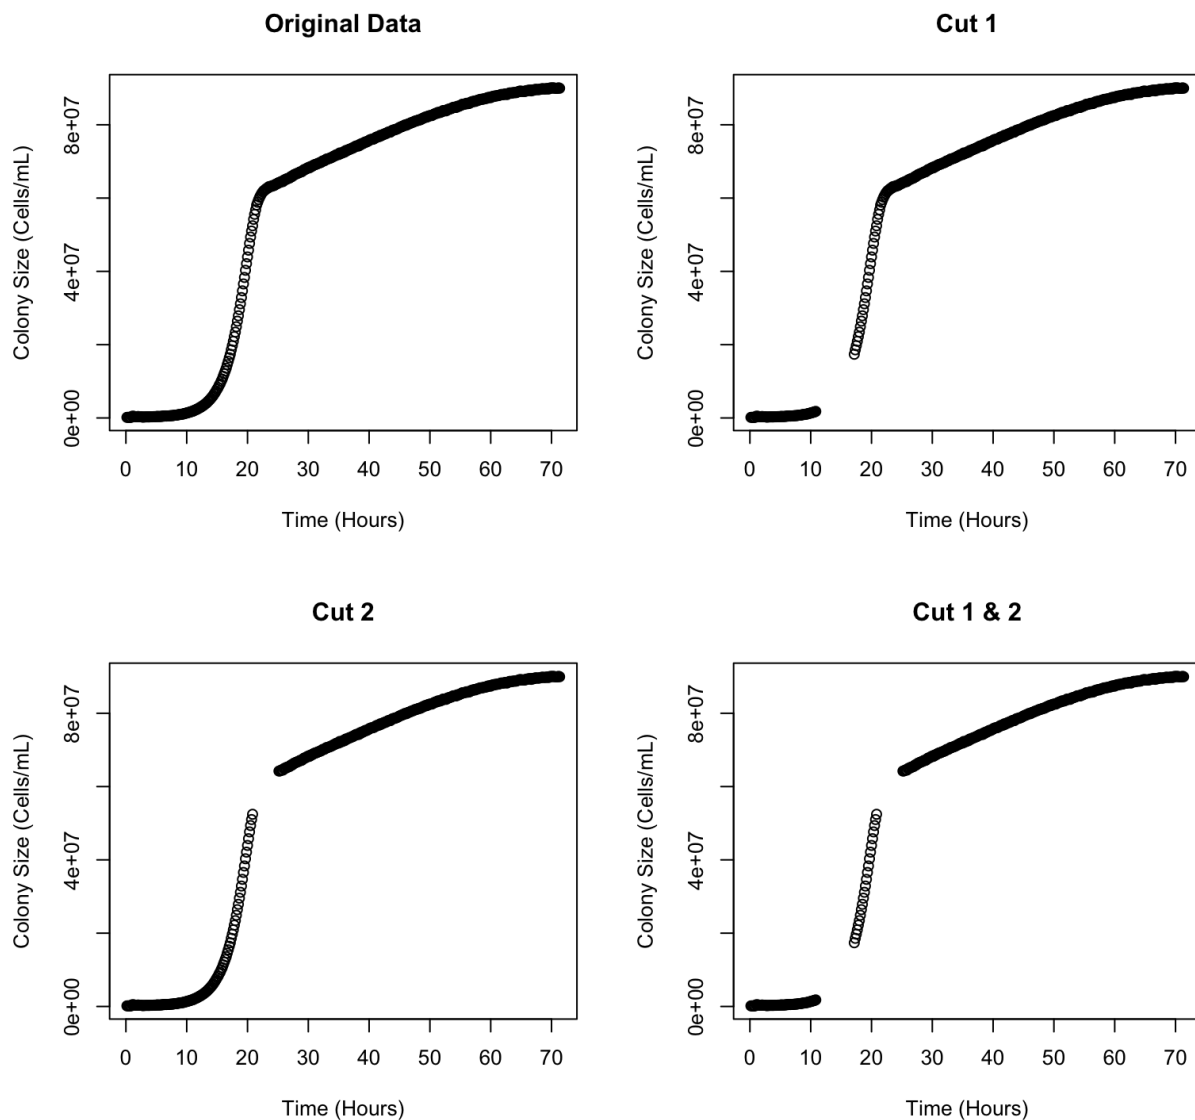 Original Data
Colony Size (Cells/mL)
8e+07
4e+07
0e+00
0 10 20 30 40 50 60 70
Time (Hours)
Cut 1
Colony Size (Cells/mL)
8e+07
4e+07
0e+00
0 10 20 30 40 50 60 70
Time (Hours)
Cut 2
Colony Size (Cells/mL)
8e+07
4e+07
0e+00
0 10 20 30 40 50 60 70
Time (Hours)
Cut 1 & 2
Colony Size (Cells/mL)
8e+07
4e+07
0e+00
0 10 20 30 40 50 60 70
Time (Hours)